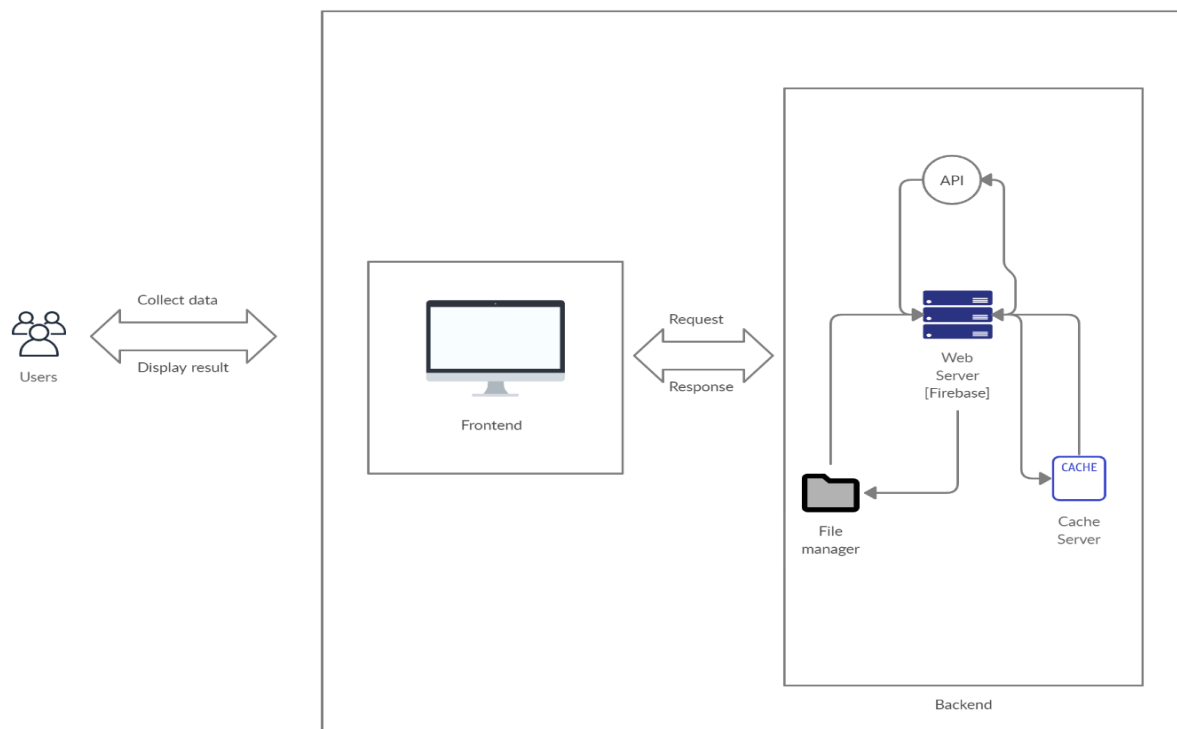 Collect data
Display result
Users
Frontend
Request
Response
API
Web
Server
[Firebase]
File
manager
CACHE
Cache
Server
Backend